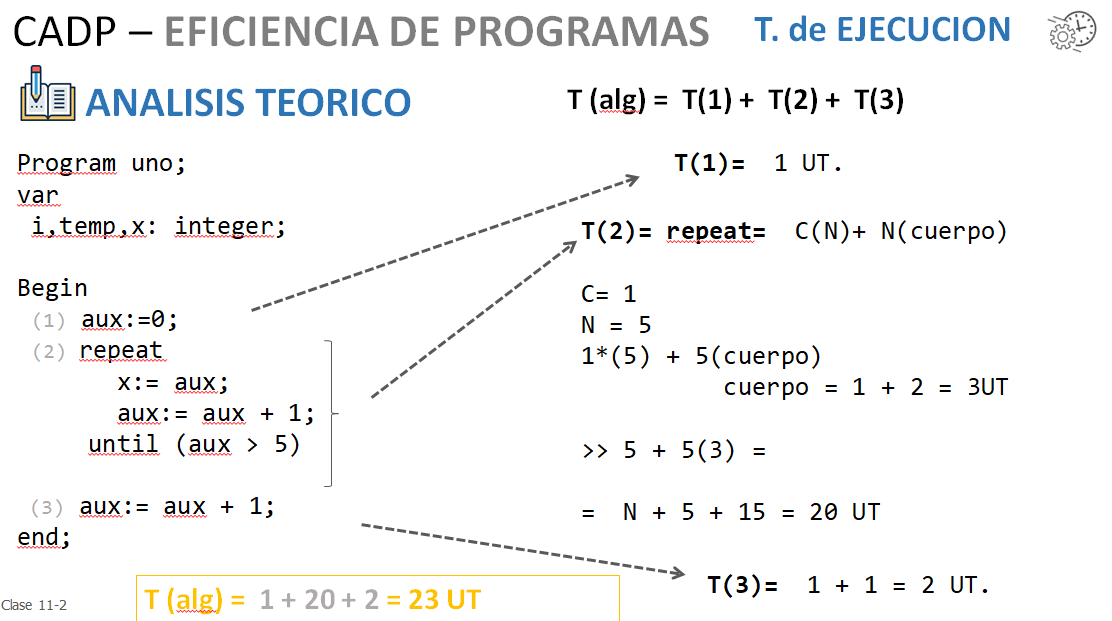 CADP – EFICIENCIA DE PROGRAMAS
T. de EJECUCION
ANALISIS TEORICO
Program uno;
var
i,temp,x: integer;
Begin
(1) aux:=0;
(2) repeat
x:= aux;
aux:= aux + 1;
until (aux > 5)
(3) aux:= aux + 1;
end;
T (alg) = T(1) + T(2) + T(3)
T(1)= 1 UT.
T(2)= repeat= C(N)+ N(cuerpo)
C= 1
N = 5
1*(5) + 5(cuerpo)
cuerpo = 1 + 2 = 3UT
>> 5 + 5(3) =
= N + 5 + 15 = 20 UT
T(3)= 1 + 1 = 2 UT.
T (alg) = 1 + 20 + 2 = 23 UT
Clase 11-2